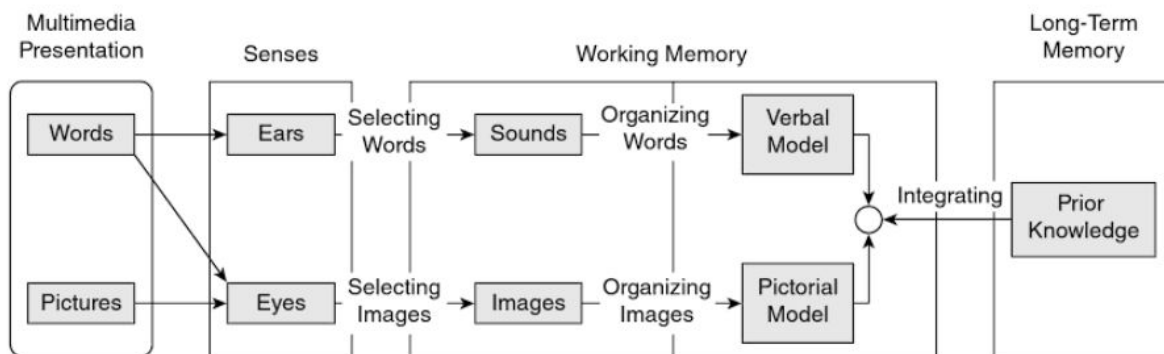 Multimedia
Presentation
Senses
Working Memory
Long-Term
Memory
Words
Ears
Selecting
Words
Sounds
Organizing
Words
Verbal
Model
Integrating
Prior
Knowledge
Pictures
Eyes
Selecting
Images
Images
Organizing
Images
Pictorial
Model